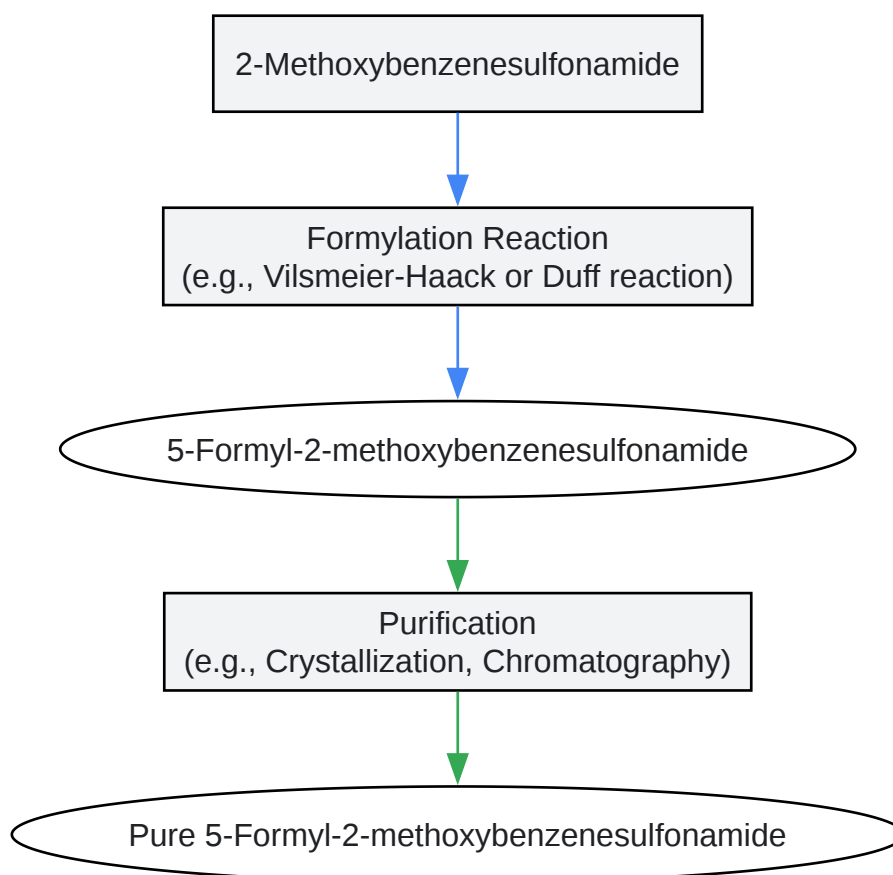 2-Methoxybenzenesulfonamide
Formylation Reaction
(e.g., Vilsmeier-Haack or Duff reaction)
5-Formyl-2-methoxybenzenesulfonamide
Purification
(e.g., Crystallization, Chromatography)
Pure 5-Formyl-2-methoxybenzenesulfonamide